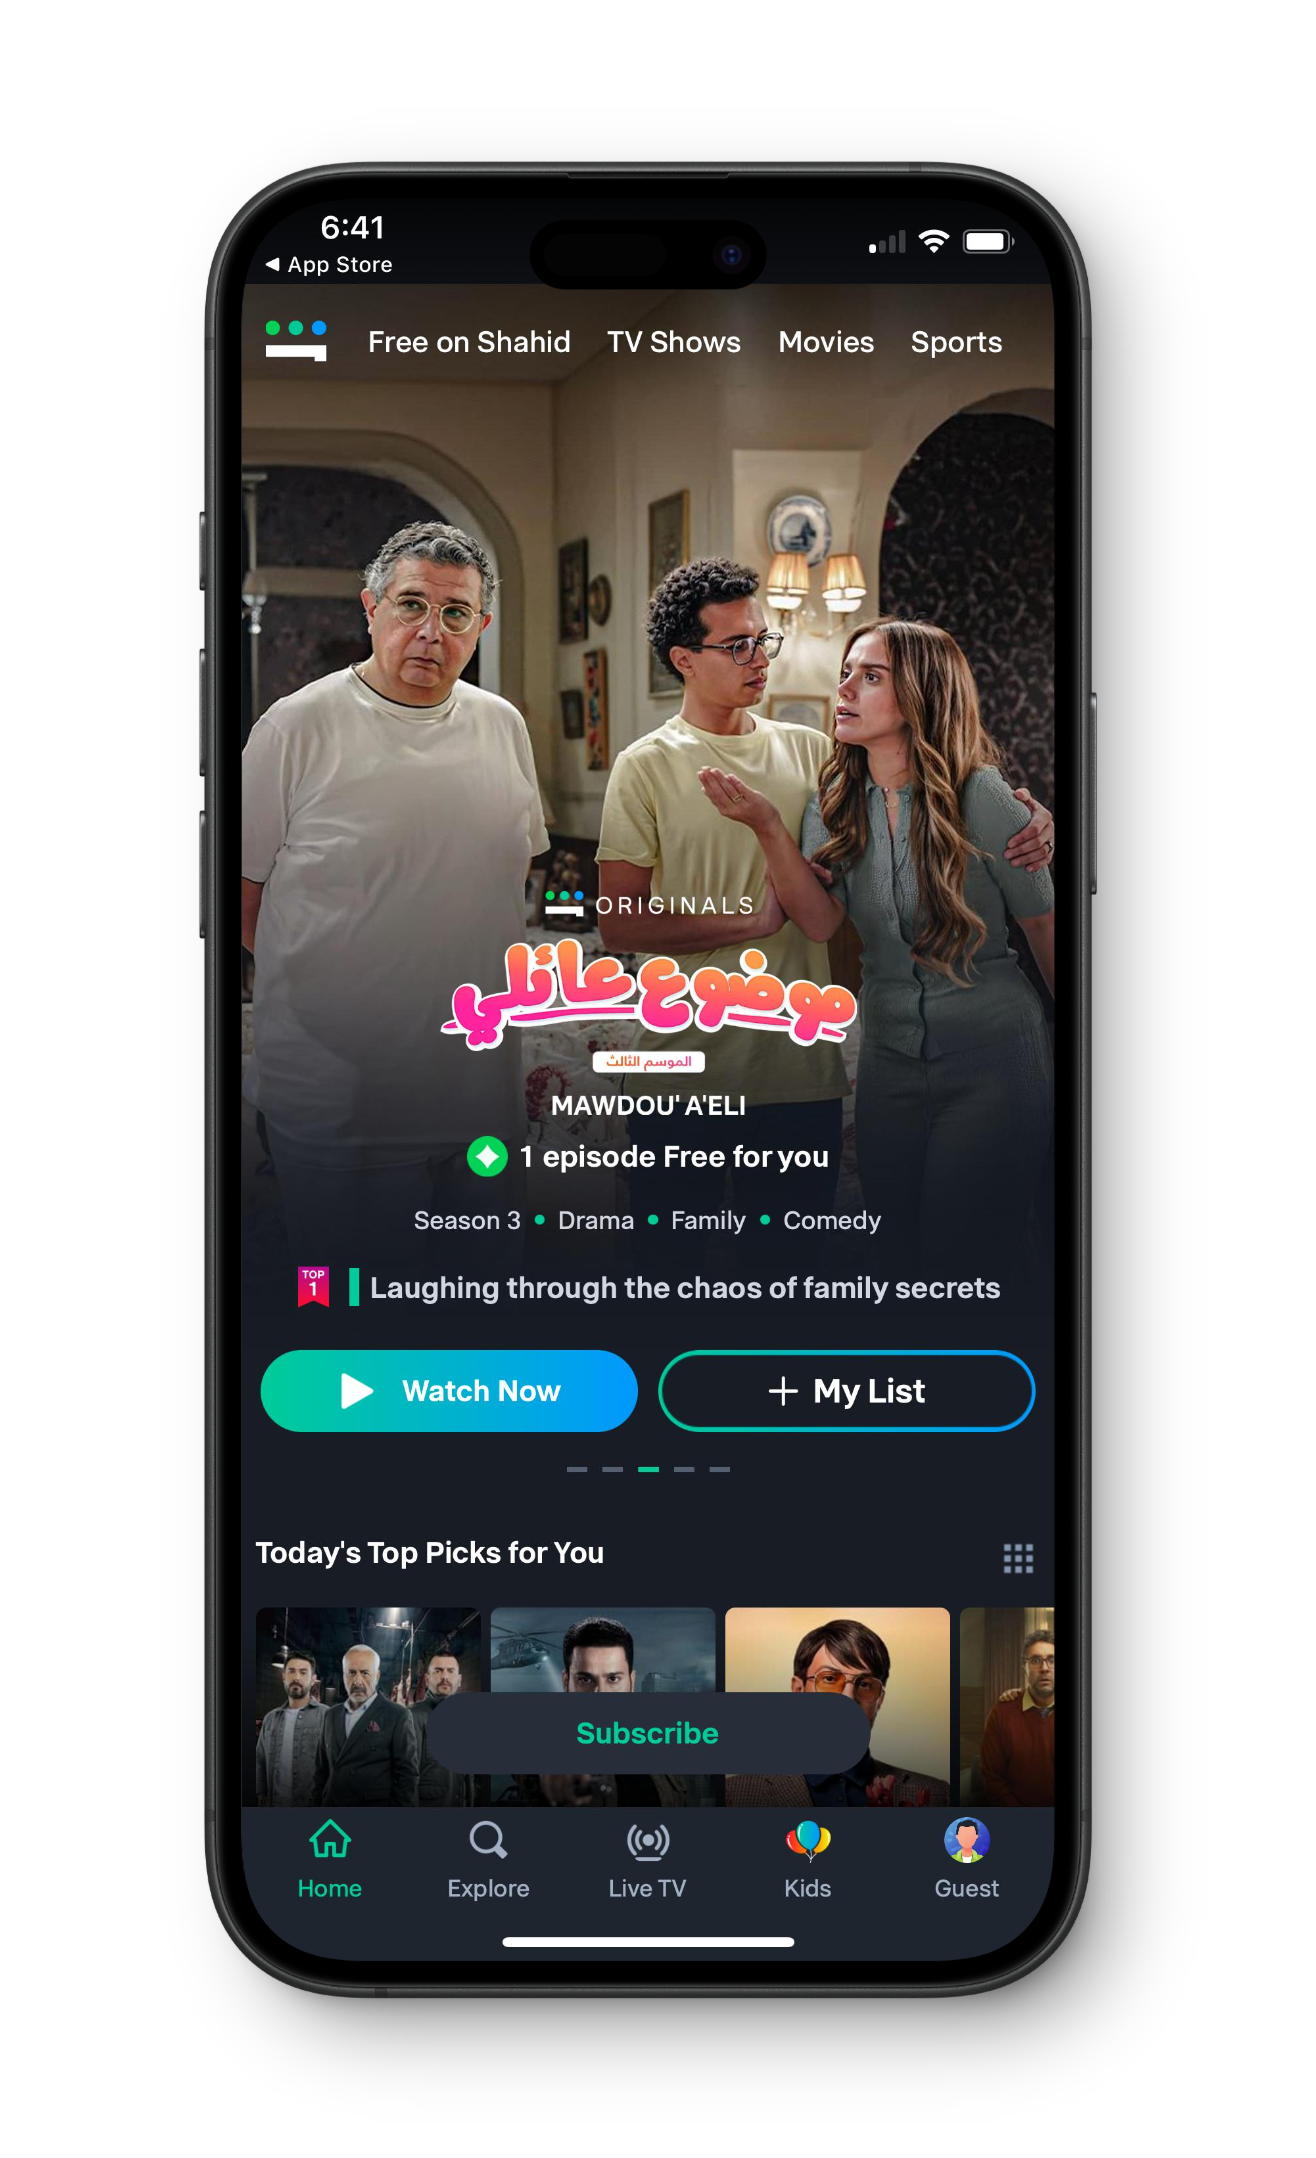 6:41
◀ App Store
Free on Shahid TV Shows Movies Sports
ORIGINALS
موضوع عائلي
الموسم الثالث
MAWDOU' A'ELI
1 episode Free for you
Season 3 • Drama • Family • Comedy
TOP 1 Laughing through the chaos of family secrets
Watch Now + My List
Today's Top Picks for You
Subscribe
Home Explore Live TV Kids Guest